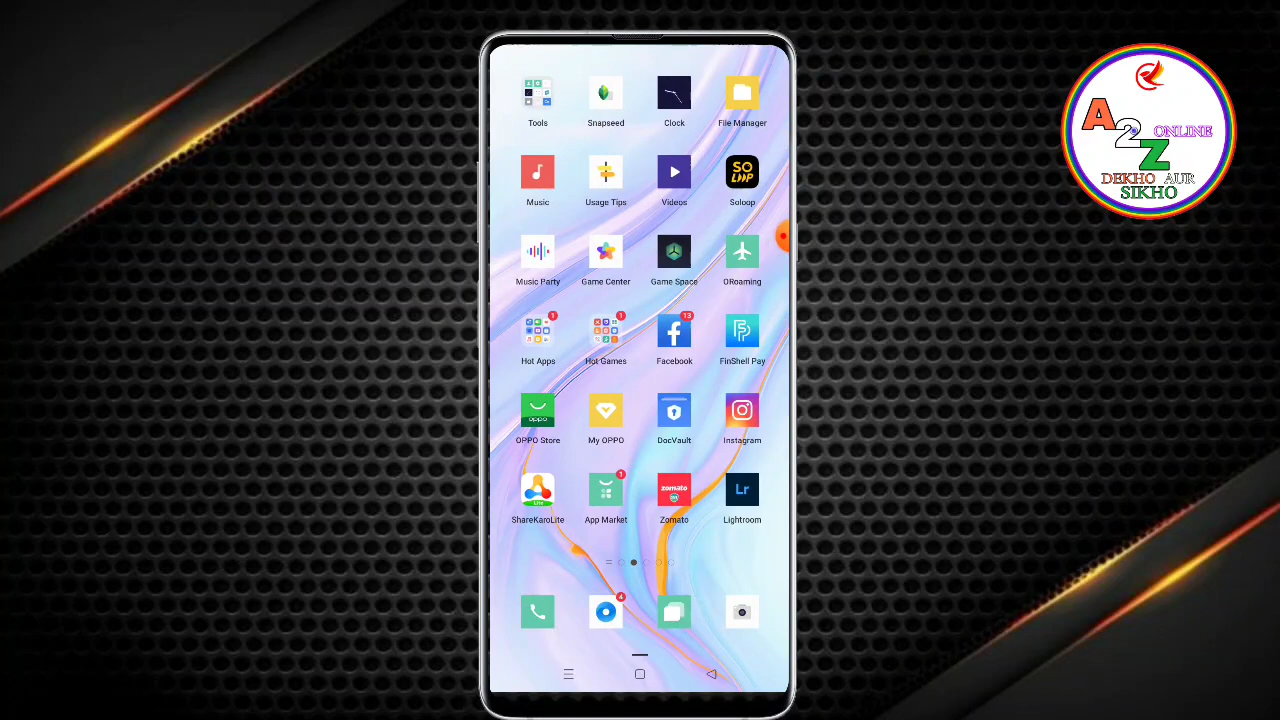 Tools Snapseed Clock File Manager
Music Usage Tips Videos Soloop
SO
LOOP
Music Party Game Center Game Space ORoaming
1 1 13
Hot Apps Hot Games Facebook FinShell Pay
oppo
OPPO Store My OPPO DocVault Instagram
1
Lite zomato Lr
ShareKaroLite App Market Zomato Lightroom
4
A2Z ONLINE
DEKHO AUR
SIKHO